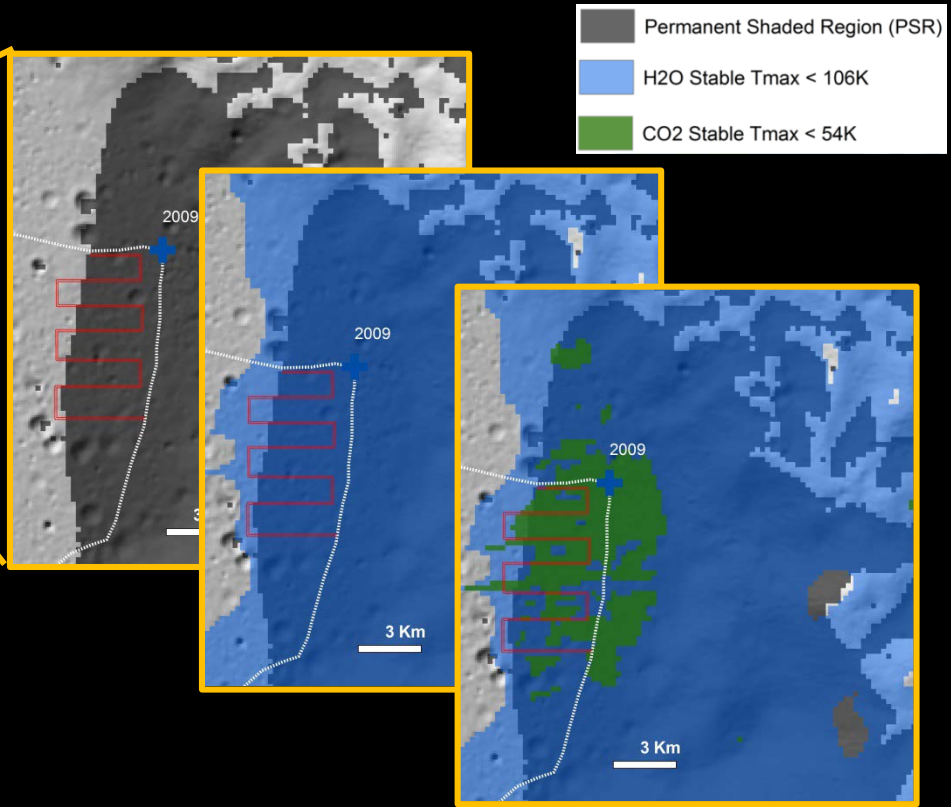 Permanent Shaded Region (PSR)
H2O Stable Tmax < 106K
CO2 Stable Tmax < 54K
2009
3
2009
3 Km
2009
3 Km